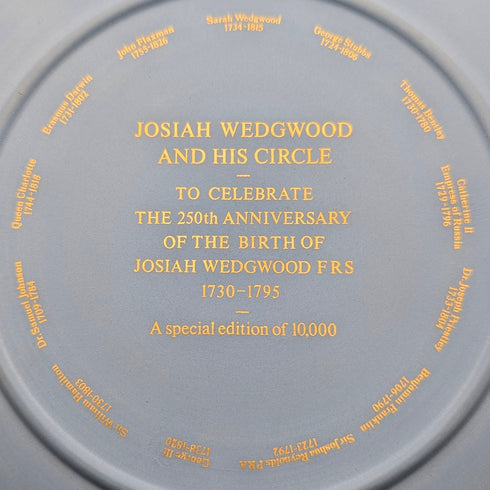 JOSIAH WEDGWOOD
AND HIS CIRCLE
TO CELEBRATE
THE 250th ANNIVERSARY
OF THE BIRTH OF
JOSIAH WEDGWOOD FRS
1730-1795
A special edition of 10,000
Sarah Wedgwood
1734-1815
George Stubbs
1724-1806
Thomas Bentley
1730-1780
Catherine II
Empress of Russia
1729-1796
Dr. Joseph Priestley
1733-1804
Benjamin Franklin
1706-1790
Sir Joshua Reynolds PRA
1723-1792
George III
1738-1820
Sir William Hamilton
1730-1803
Dr. Samuel Johnson
1709-1784
Queen Charlotte
1744-1818
Erasmus Darwin
1731-1802
John Flaxman
1755-1826